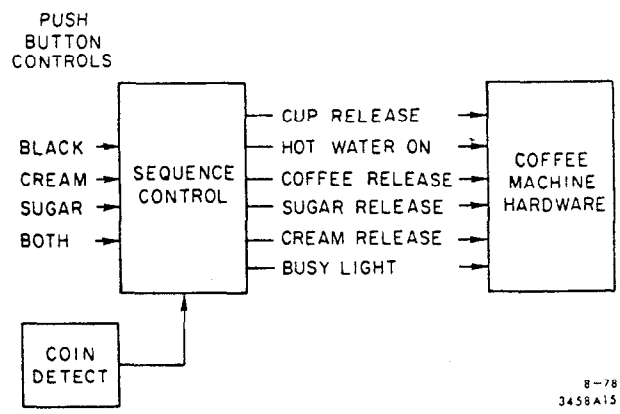 PUSH
BUTTON
CONTROLS
BLACK
CREAM
SUGAR
BOTH
SEQUENCE
CONTROL
CUP RELEASE
HOT WATER ON
COFFEE RELEASE
SUGAR RELEASE
CREAM RELEASE
BUSY LIGHT
COFFEE
MACHINE
HARDWARE
COIN
DETECT
8-78
3458A15